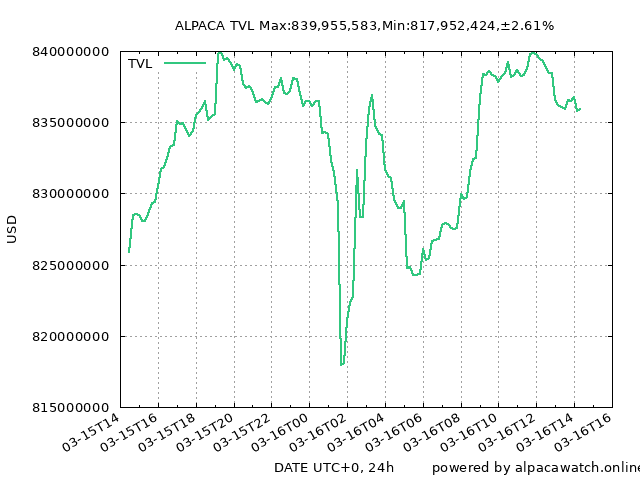 ALPACA TVL Max:839,955,583,Min:817,952,424,±2.61%
TVL
840000000
835000000
830000000
825000000
820000000
815000000
USD
03-15T14
03-15T16
03-15T18
03-15T20
03-15T22
03-16T00
03-16T02
03-16T04
03-16T06
03-16T08
03-16T10
03-16T12
03-16T14
03-16T16
DATE UTC+0, 24h
powered by alpacawatch.online